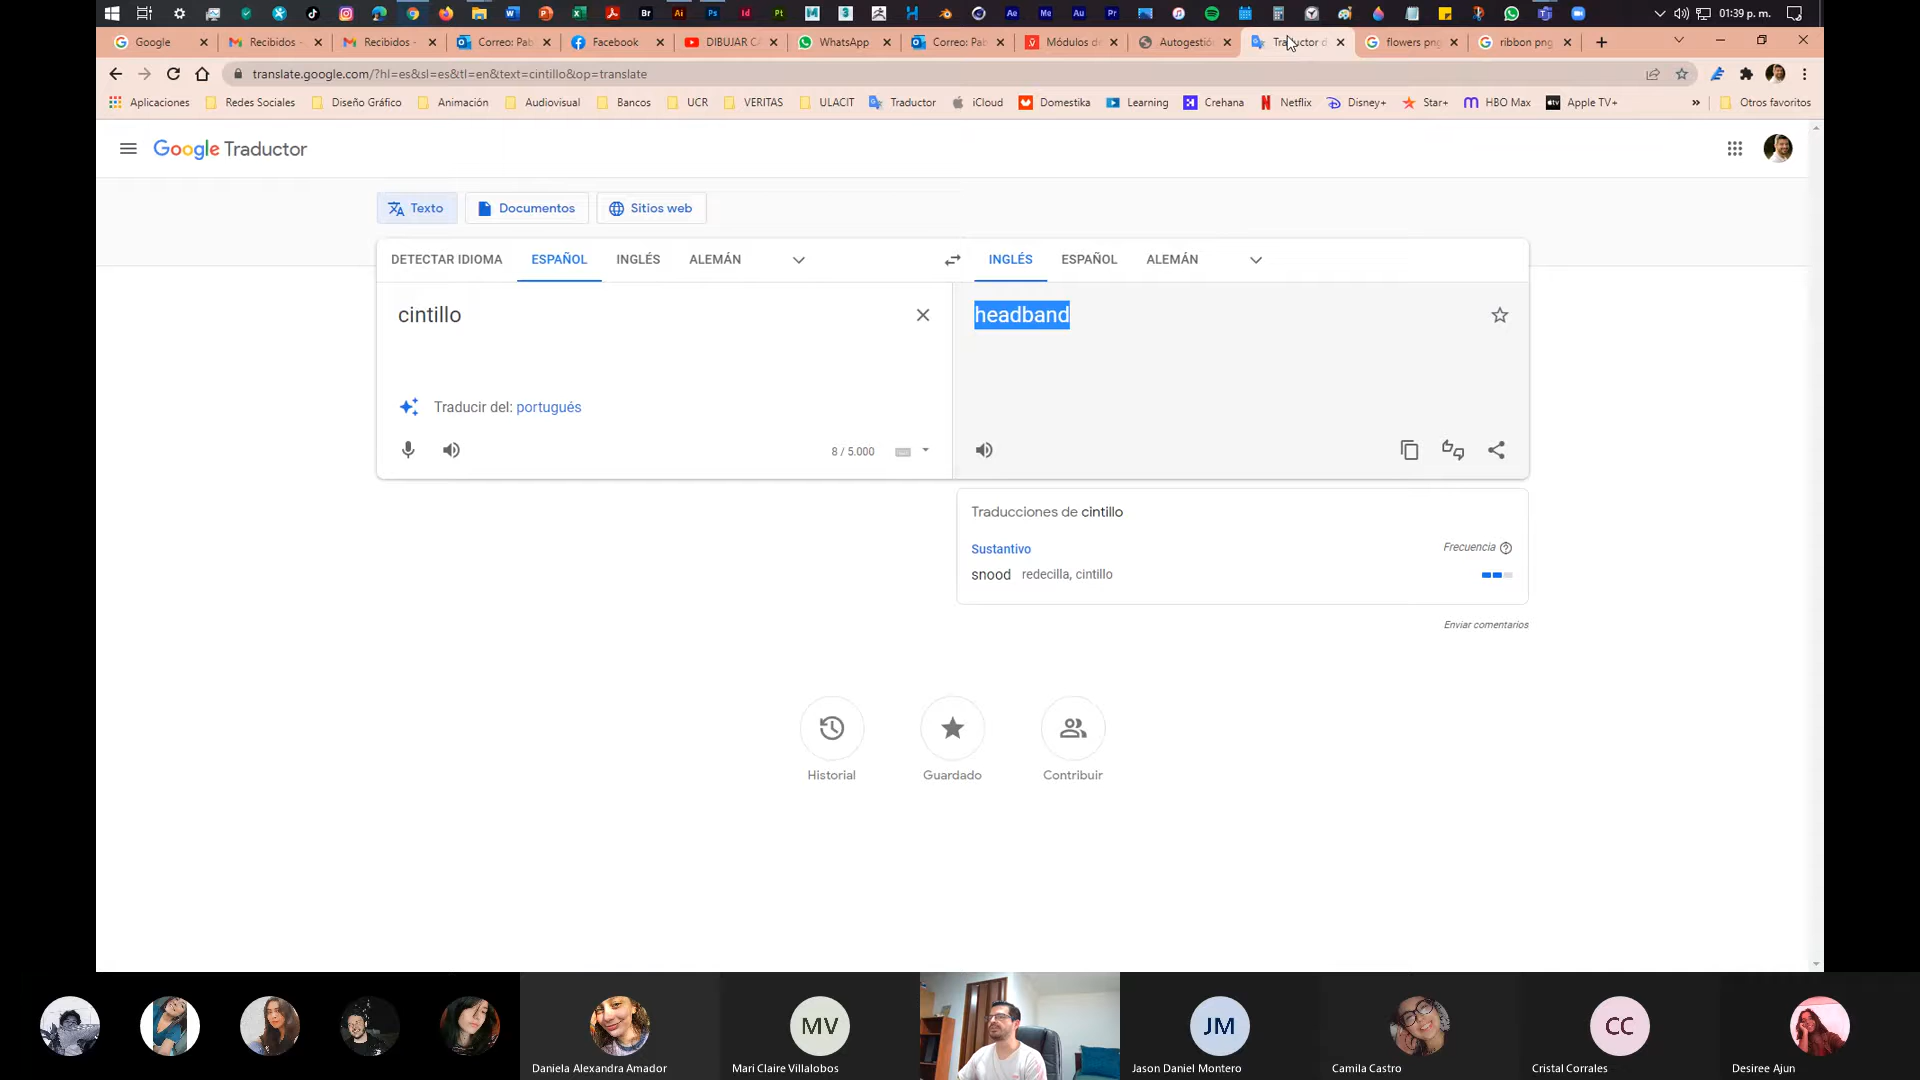 01:39 p. m.
Google
Recibidos -
Recibidos -
Correo: Pab
Facebook
DIBUJAR CA
WhatsApp
Correo: Pab
Módulos de
Autogestió
flowers png
ribbon png
translate.google.com/?hl=es&sl=es&tl=en&text=cintillo&op=translate
Aplicaciones
Redes Sociales
Diseño Gráfico
Animación
Audiovisual
Bancos
UCR
VERITAS
ULACIT
Traductor
iCloud
Domestika
Learning
Crehana
Netflix
Disney+
Star+
HBO Max
Apple TV+
Otros favoritos
Google Traductor
Texto
Documentos
Sitios web
DETECTAR IDIOMA
ESPAÑOL
INGLÉS
ALEMÁN
INGLÉS
ESPAÑOL
ALEMÁN
cintillo
headband
Traducir del: portugués
8 / 5.000
Traducciones de cintillo
Sustantivo
Frecuencia
snood redecilla, cintillo
Enviar comentarios
Historial
Guardado
Contribuir
MV
JM
CC
Daniela Alexandra Amador
Mari Claire Villalobos
Jason Daniel Montero
Camila Castro
Cristal Corrales
Desiree Ajun